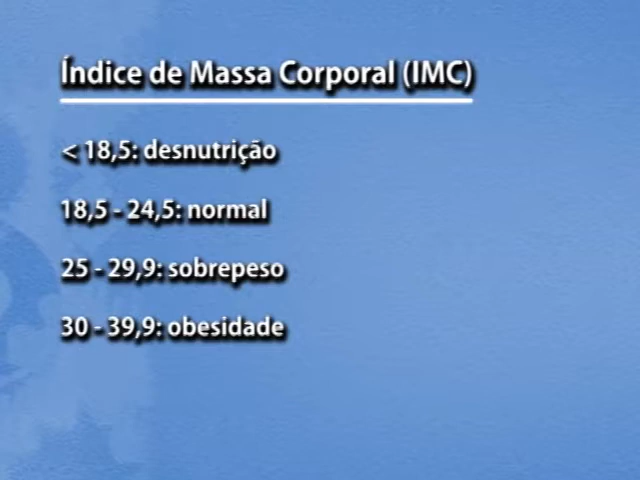 Índice de Massa Corporal (IMC)
< 18,5: desnutrição
18,5 - 24,5: normal
25 - 29,9: sobrepeso
30 - 39,9: obesidade